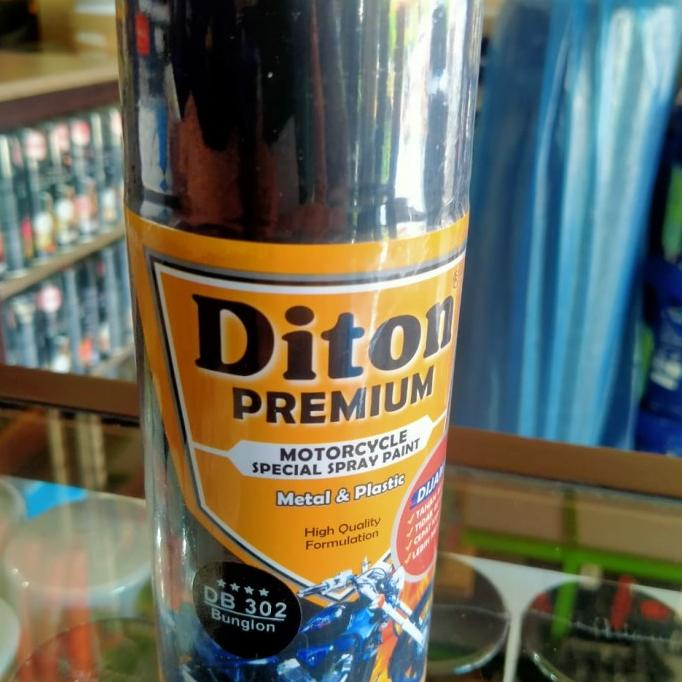 Diton
PREMIUM
MOTORCYCLE
SPECIAL SPRAY PAINT
Metal & Plastic
High Quality
Formulation
★★★★
DB 302
Bunglon